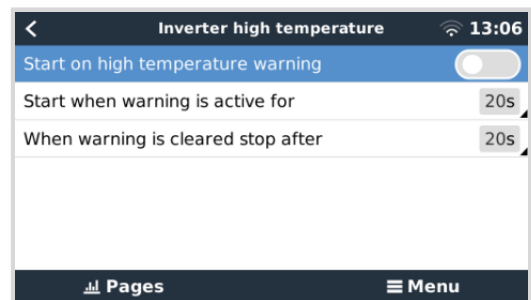 Inverter high temperature 13:06
Start on high temperature warning
Start when warning is active for 20s
When warning is cleared stop after 20s
Pages Menu